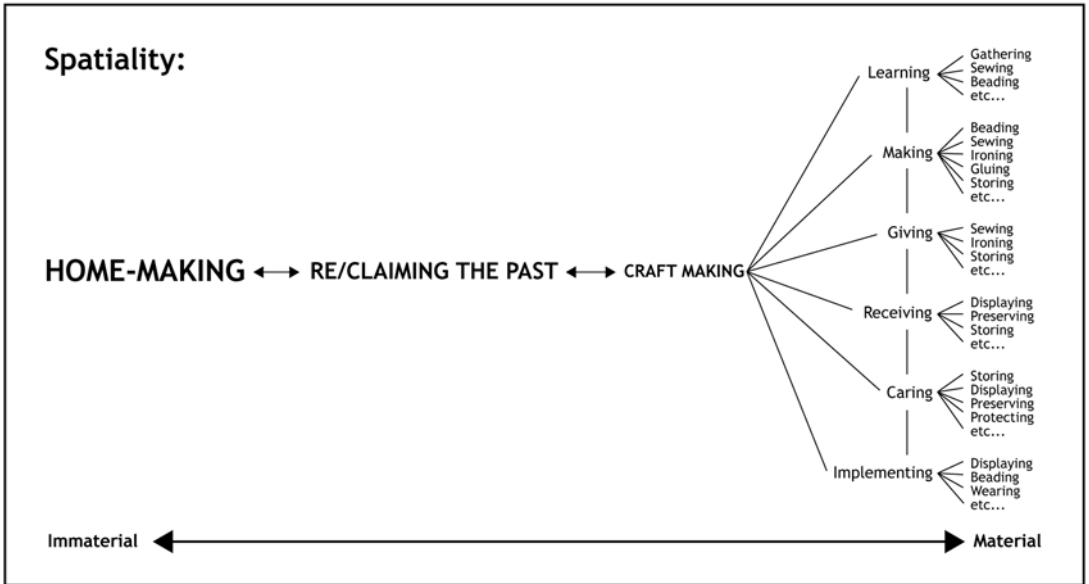 Spatiality:
HOME-MAKING
RE/CLAIMING THE PAST
CRAFT MAKING
Learning
Gathering
Sewing
Beading
etc...
Making
Beading
Sewing
Ironing
Gluing
Storing
etc...
Giving
Sewing
Ironing
Storing
etc...
Receiving
Displaying
Preserving
Storing
etc...
Caring
Storing
Displaying
Preserving
Protecting
etc...
Implementing
Displaying
Beading
Wearing
etc...
Immaterial
Material